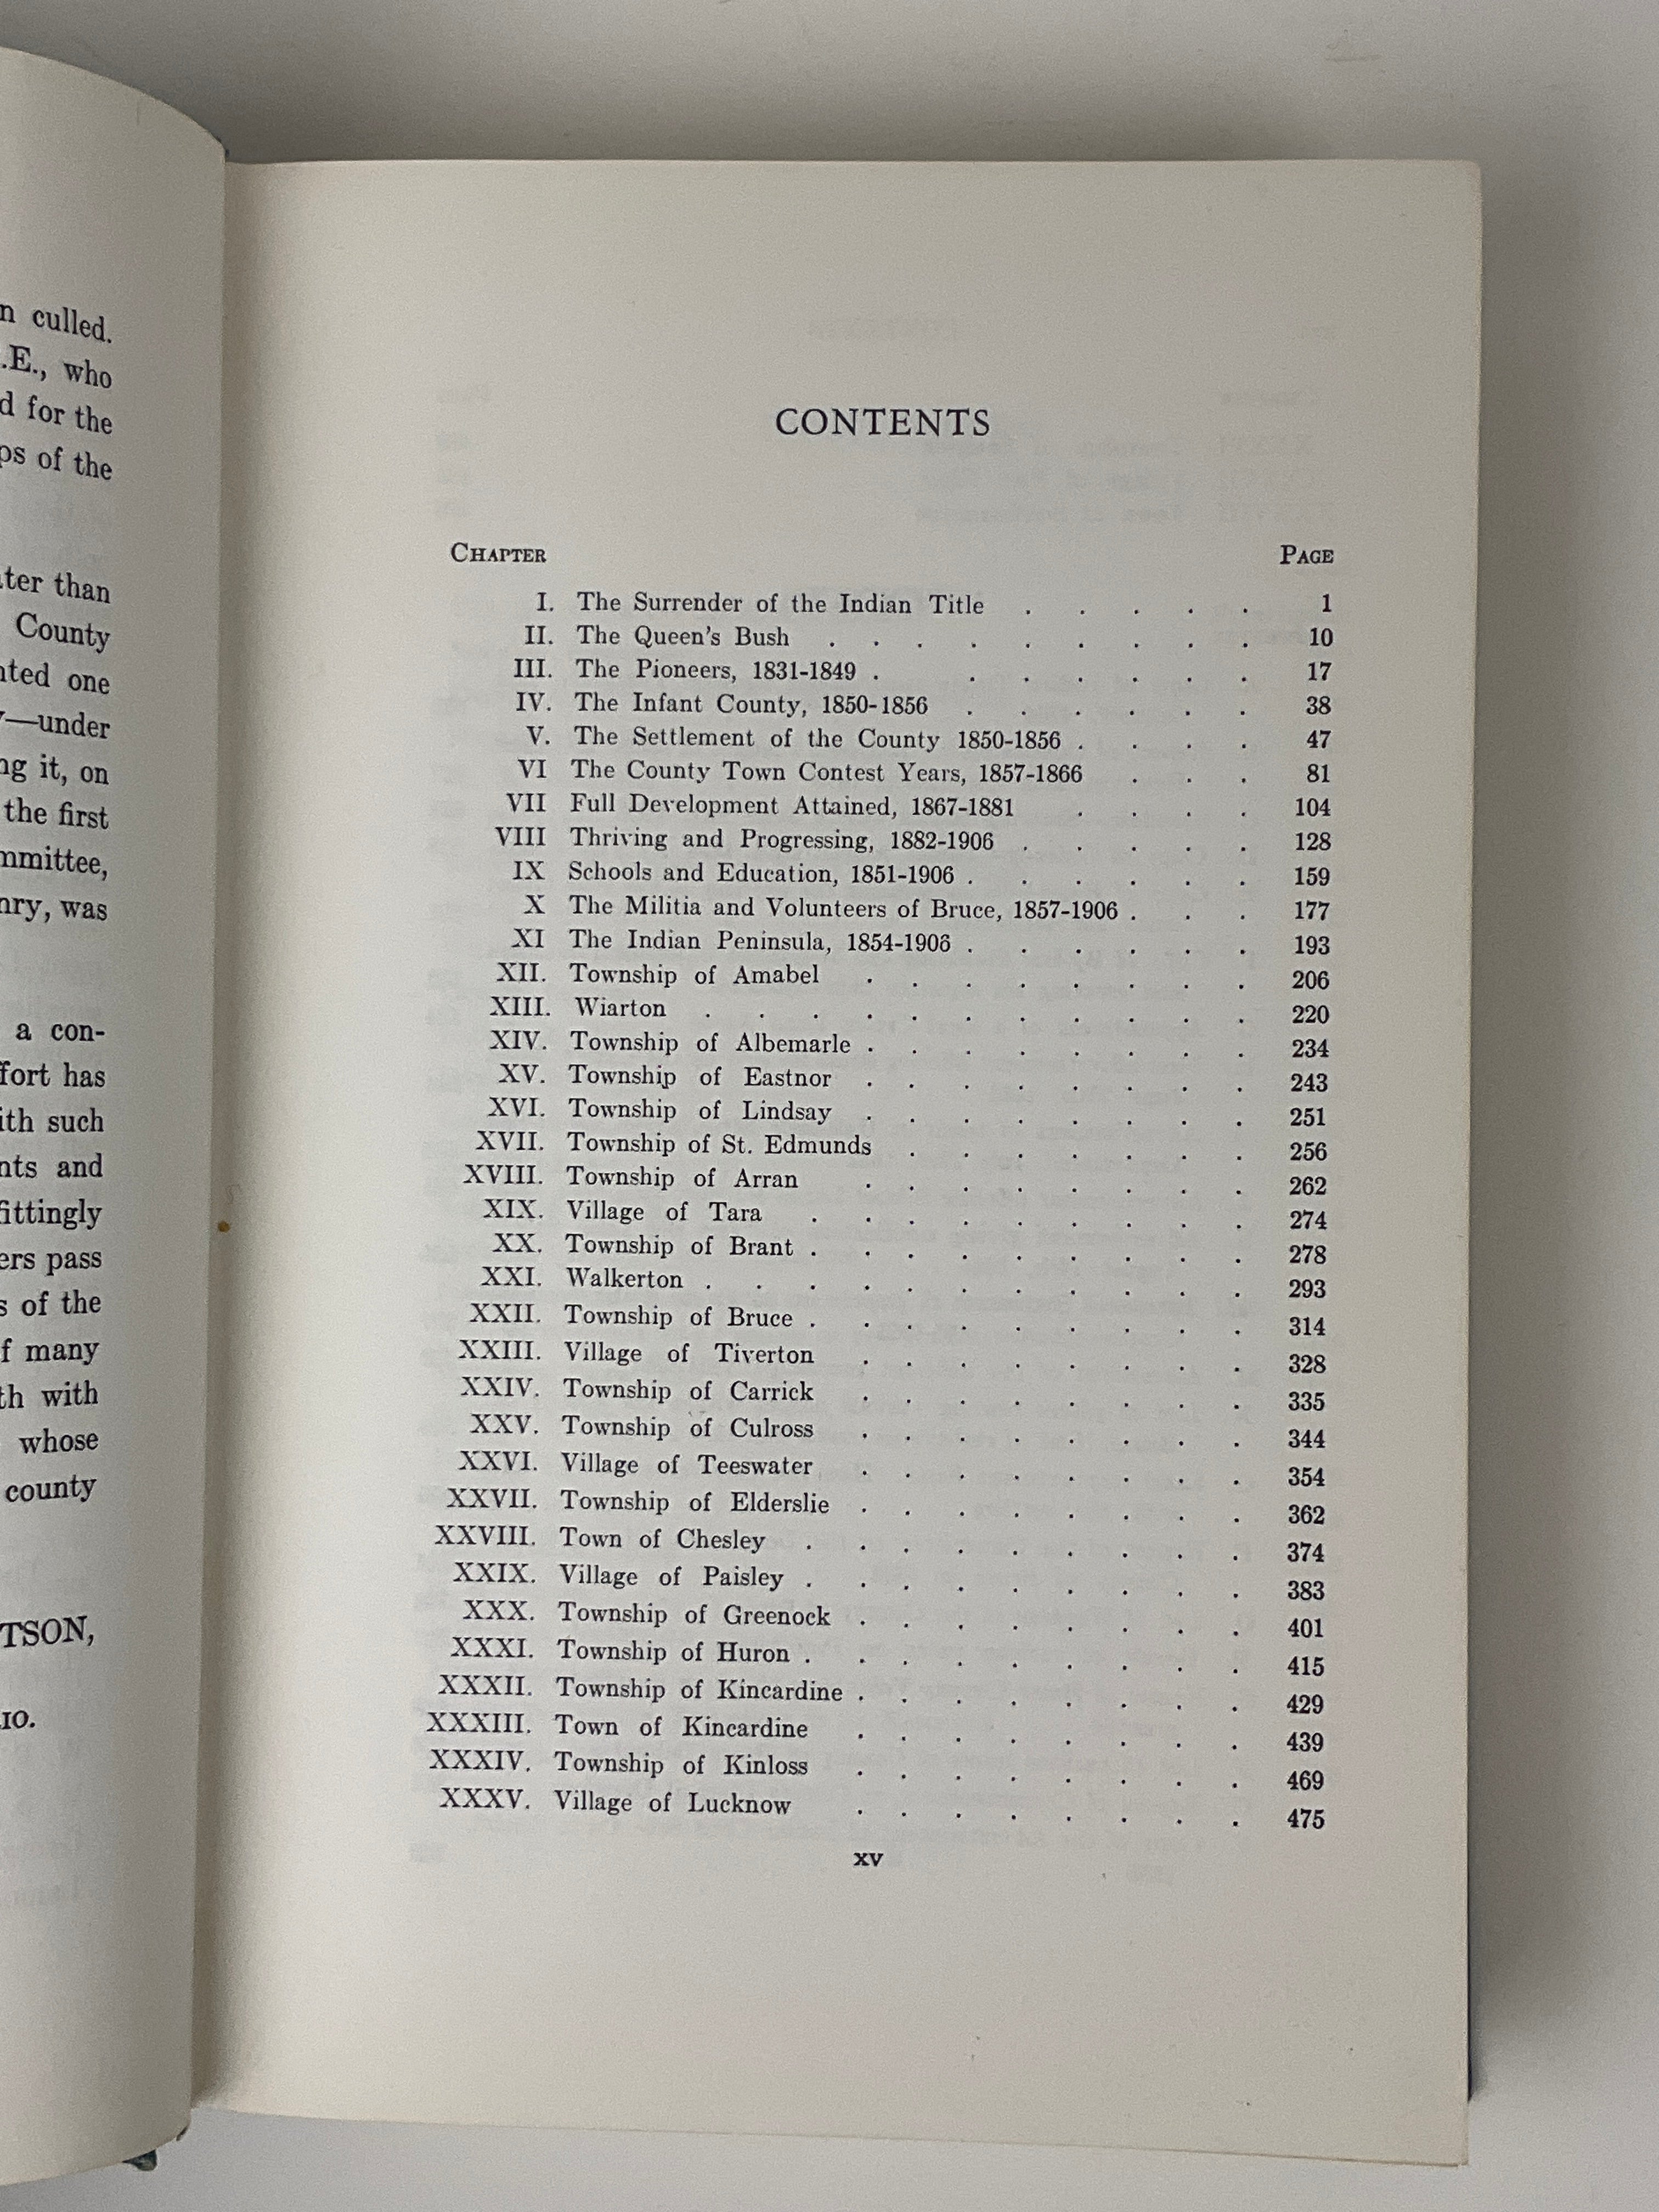 n culled.
.E., who
d for the
ps of the
ter than
County
nted one
y—under
ng it, on
the first
mmittee,
nry, was
a con-
fort has
ith such
nts and
fittingly
ers pass
s of the
f many
th with
whose
county
TSON,
IO.
CONTENTS
CHAPTER PAGE
I. The Surrender of the Indian Title . . . . . 1
II. The Queen's Bush . . . . . . . . . 10
III. The Pioneers, 1831-1849 . . . . . . . 17
IV. The Infant County, 1850-1856 . . . . . . 38
V. The Settlement of the County 1850-1856 . . . . 47
VI The County Town Contest Years, 1857-1866 . . . 81
VII Full Development Attained, 1867-1881 . . . . 104
VIII Thriving and Progressing, 1882-1906 . . . . . 128
IX Schools and Education, 1851-1906 . . . . . . 159
X The Militia and Volunteers of Bruce, 1857-1906 . . . 177
XI The Indian Peninsula, 1854-1906 . . . . . . 193
XII. Township of Amabel . . . . . . . . 206
XIII. Wiarton . . . . . . . . . . . 220
XIV. Township of Albemarle . . . . . . . . 234
XV. Township of Eastnor . . . . . . . . 243
XVI. Township of Lindsay . . . . . . . . 251
XVII. Township of St. Edmunds . . . . . . . 256
XVIII. Township of Arran . . . . . . . . 262
XIX. Village of Tara . . . . . . . . . 274
XX. Township of Brant . . . . . . . . . 278
XXI. Walkerton . . . . . . . . . . . 293
XXII. Township of Bruce . . . . . . . . . 314
XXIII. Village of Tiverton . . . . . . . . 328
XXIV. Township of Carrick . . . . . . . . 335
XXV. Township of Culross . . . . . . . . 344
XXVI. Village of Teeswater . . . . . . . . 354
XXVII. Township of Elderslie . . . . . . . . 362
XXVIII. Town of Chesley . . . . . . . . . 374
XXIX. Village of Paisley . . . . . . . . . 383
XXX. Township of Greenock . . . . . . . . 401
XXXI. Township of Huron . . . . . . . . . 415
XXXII. Township of Kincardine . . . . . . . . 429
XXXIII. Town of Kincardine . . . . . . . . 439
XXXIV. Township of Kinloss . . . . . . . . 469
XXXV. Village of Lucknow . . . . . . . . 475
xv